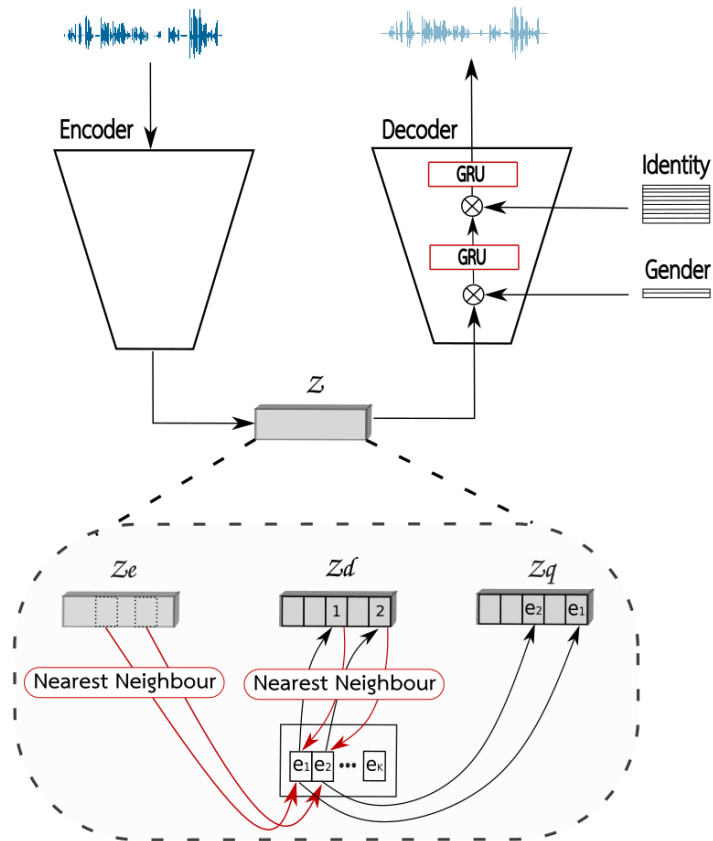 Encoder
Decoder
GRU
Identity
GRU
Gender
z
ze
zd
zq
1
2
e2
e1
Nearest Neighbour
Nearest Neighbour
e1
e2
•••
eK